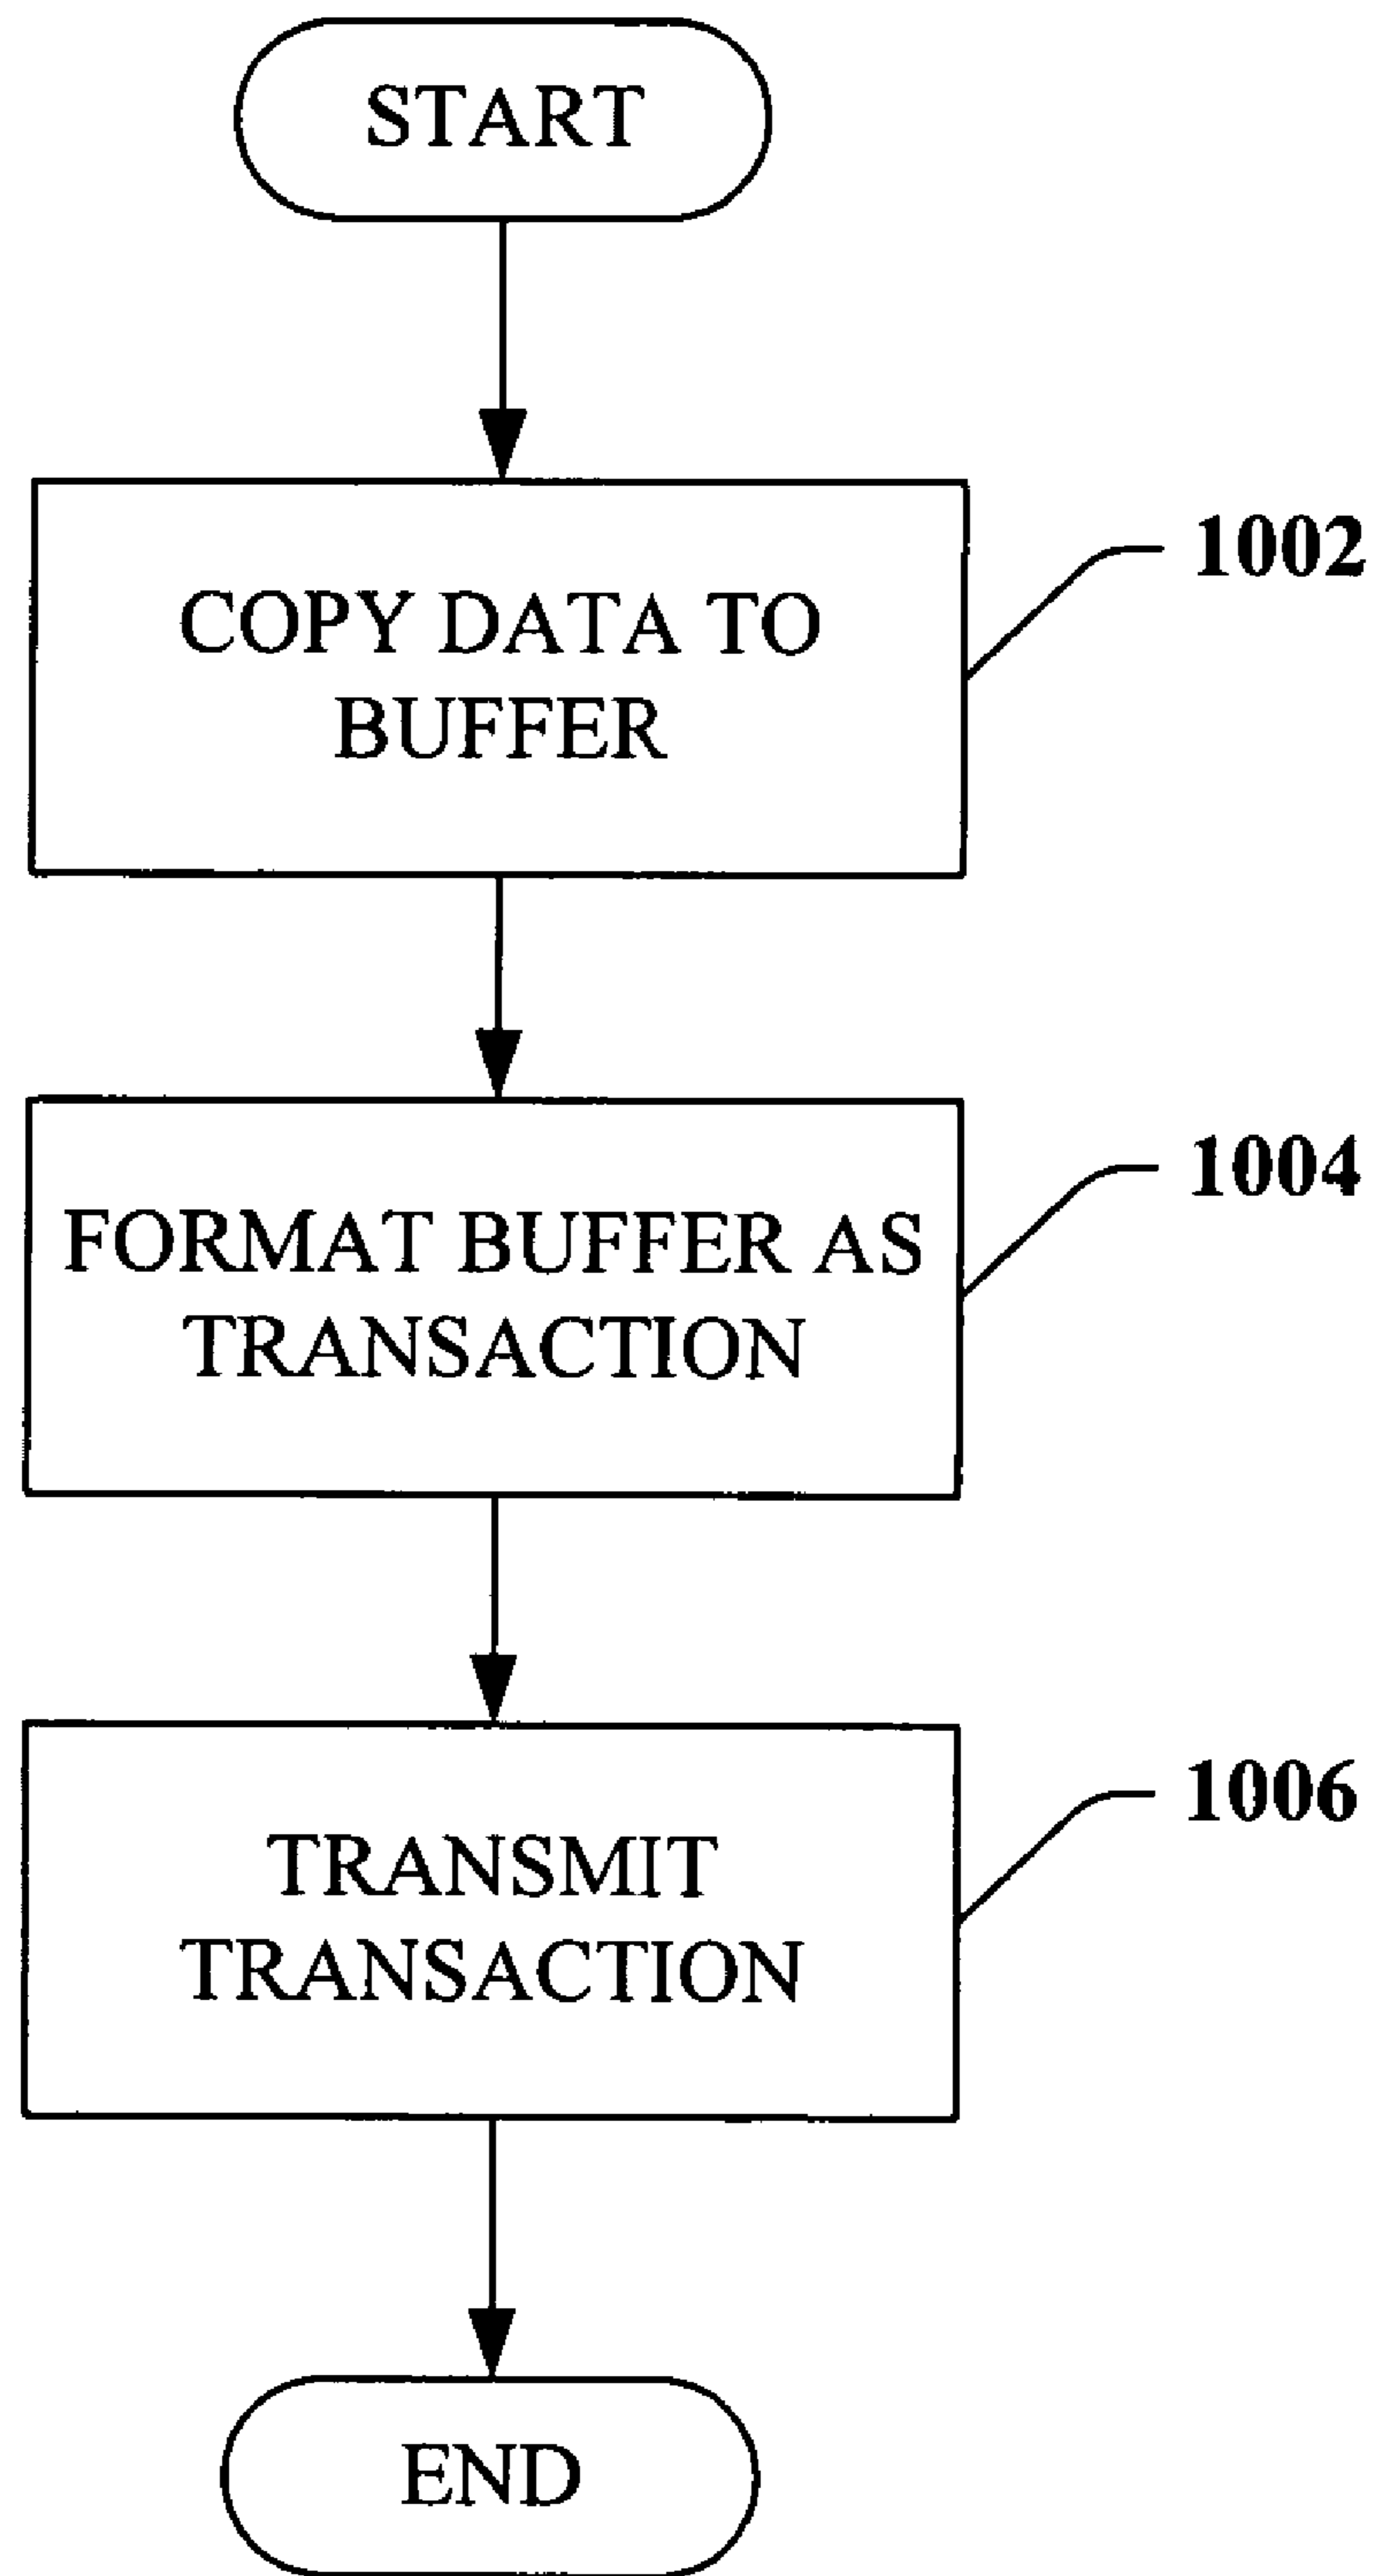 START
COPY DATA TO
BUFFER
1002
FORMAT BUFFER AS
TRANSACTION
1004
TRANSMIT
TRANSACTION
1006
END